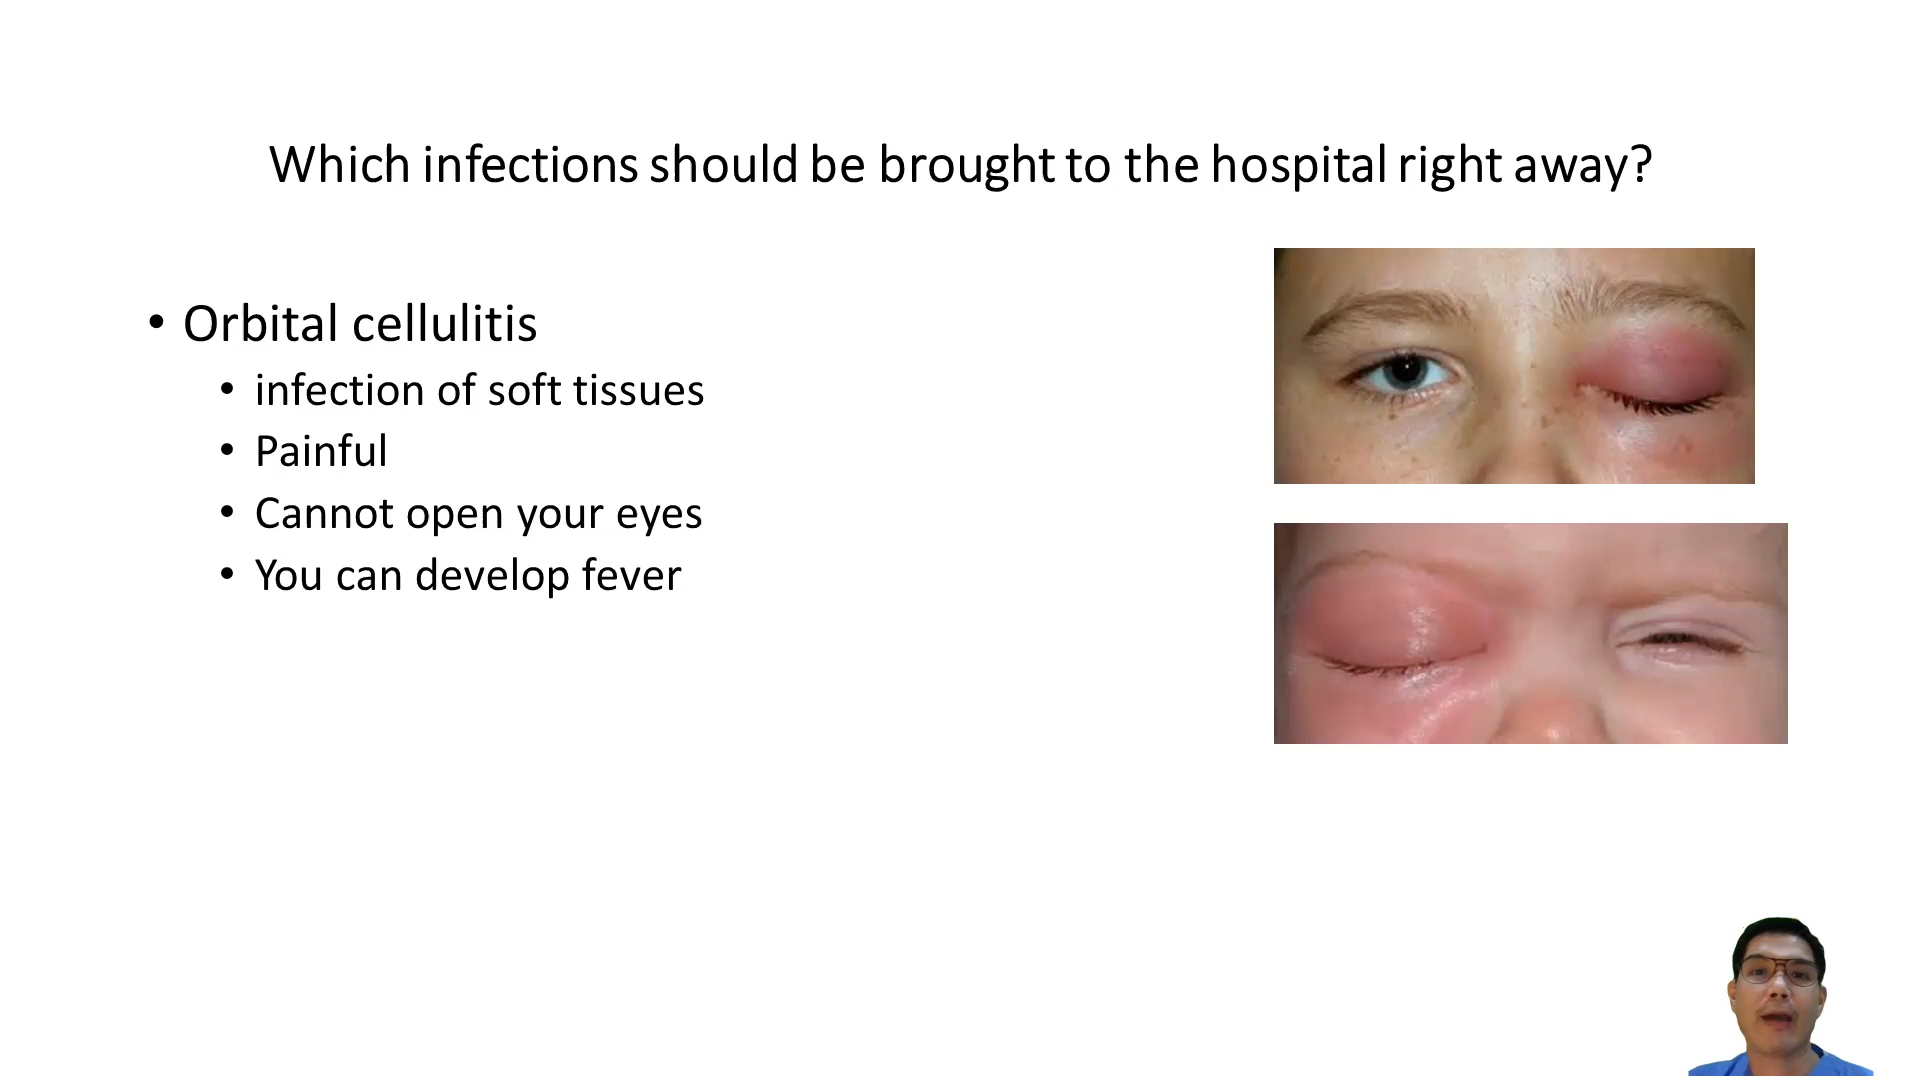 Which infections should be brought to the hospital right away?
• Orbital cellulitis
• infection of soft tissues
• Painful
• Cannot open your eyes
• You can develop fever